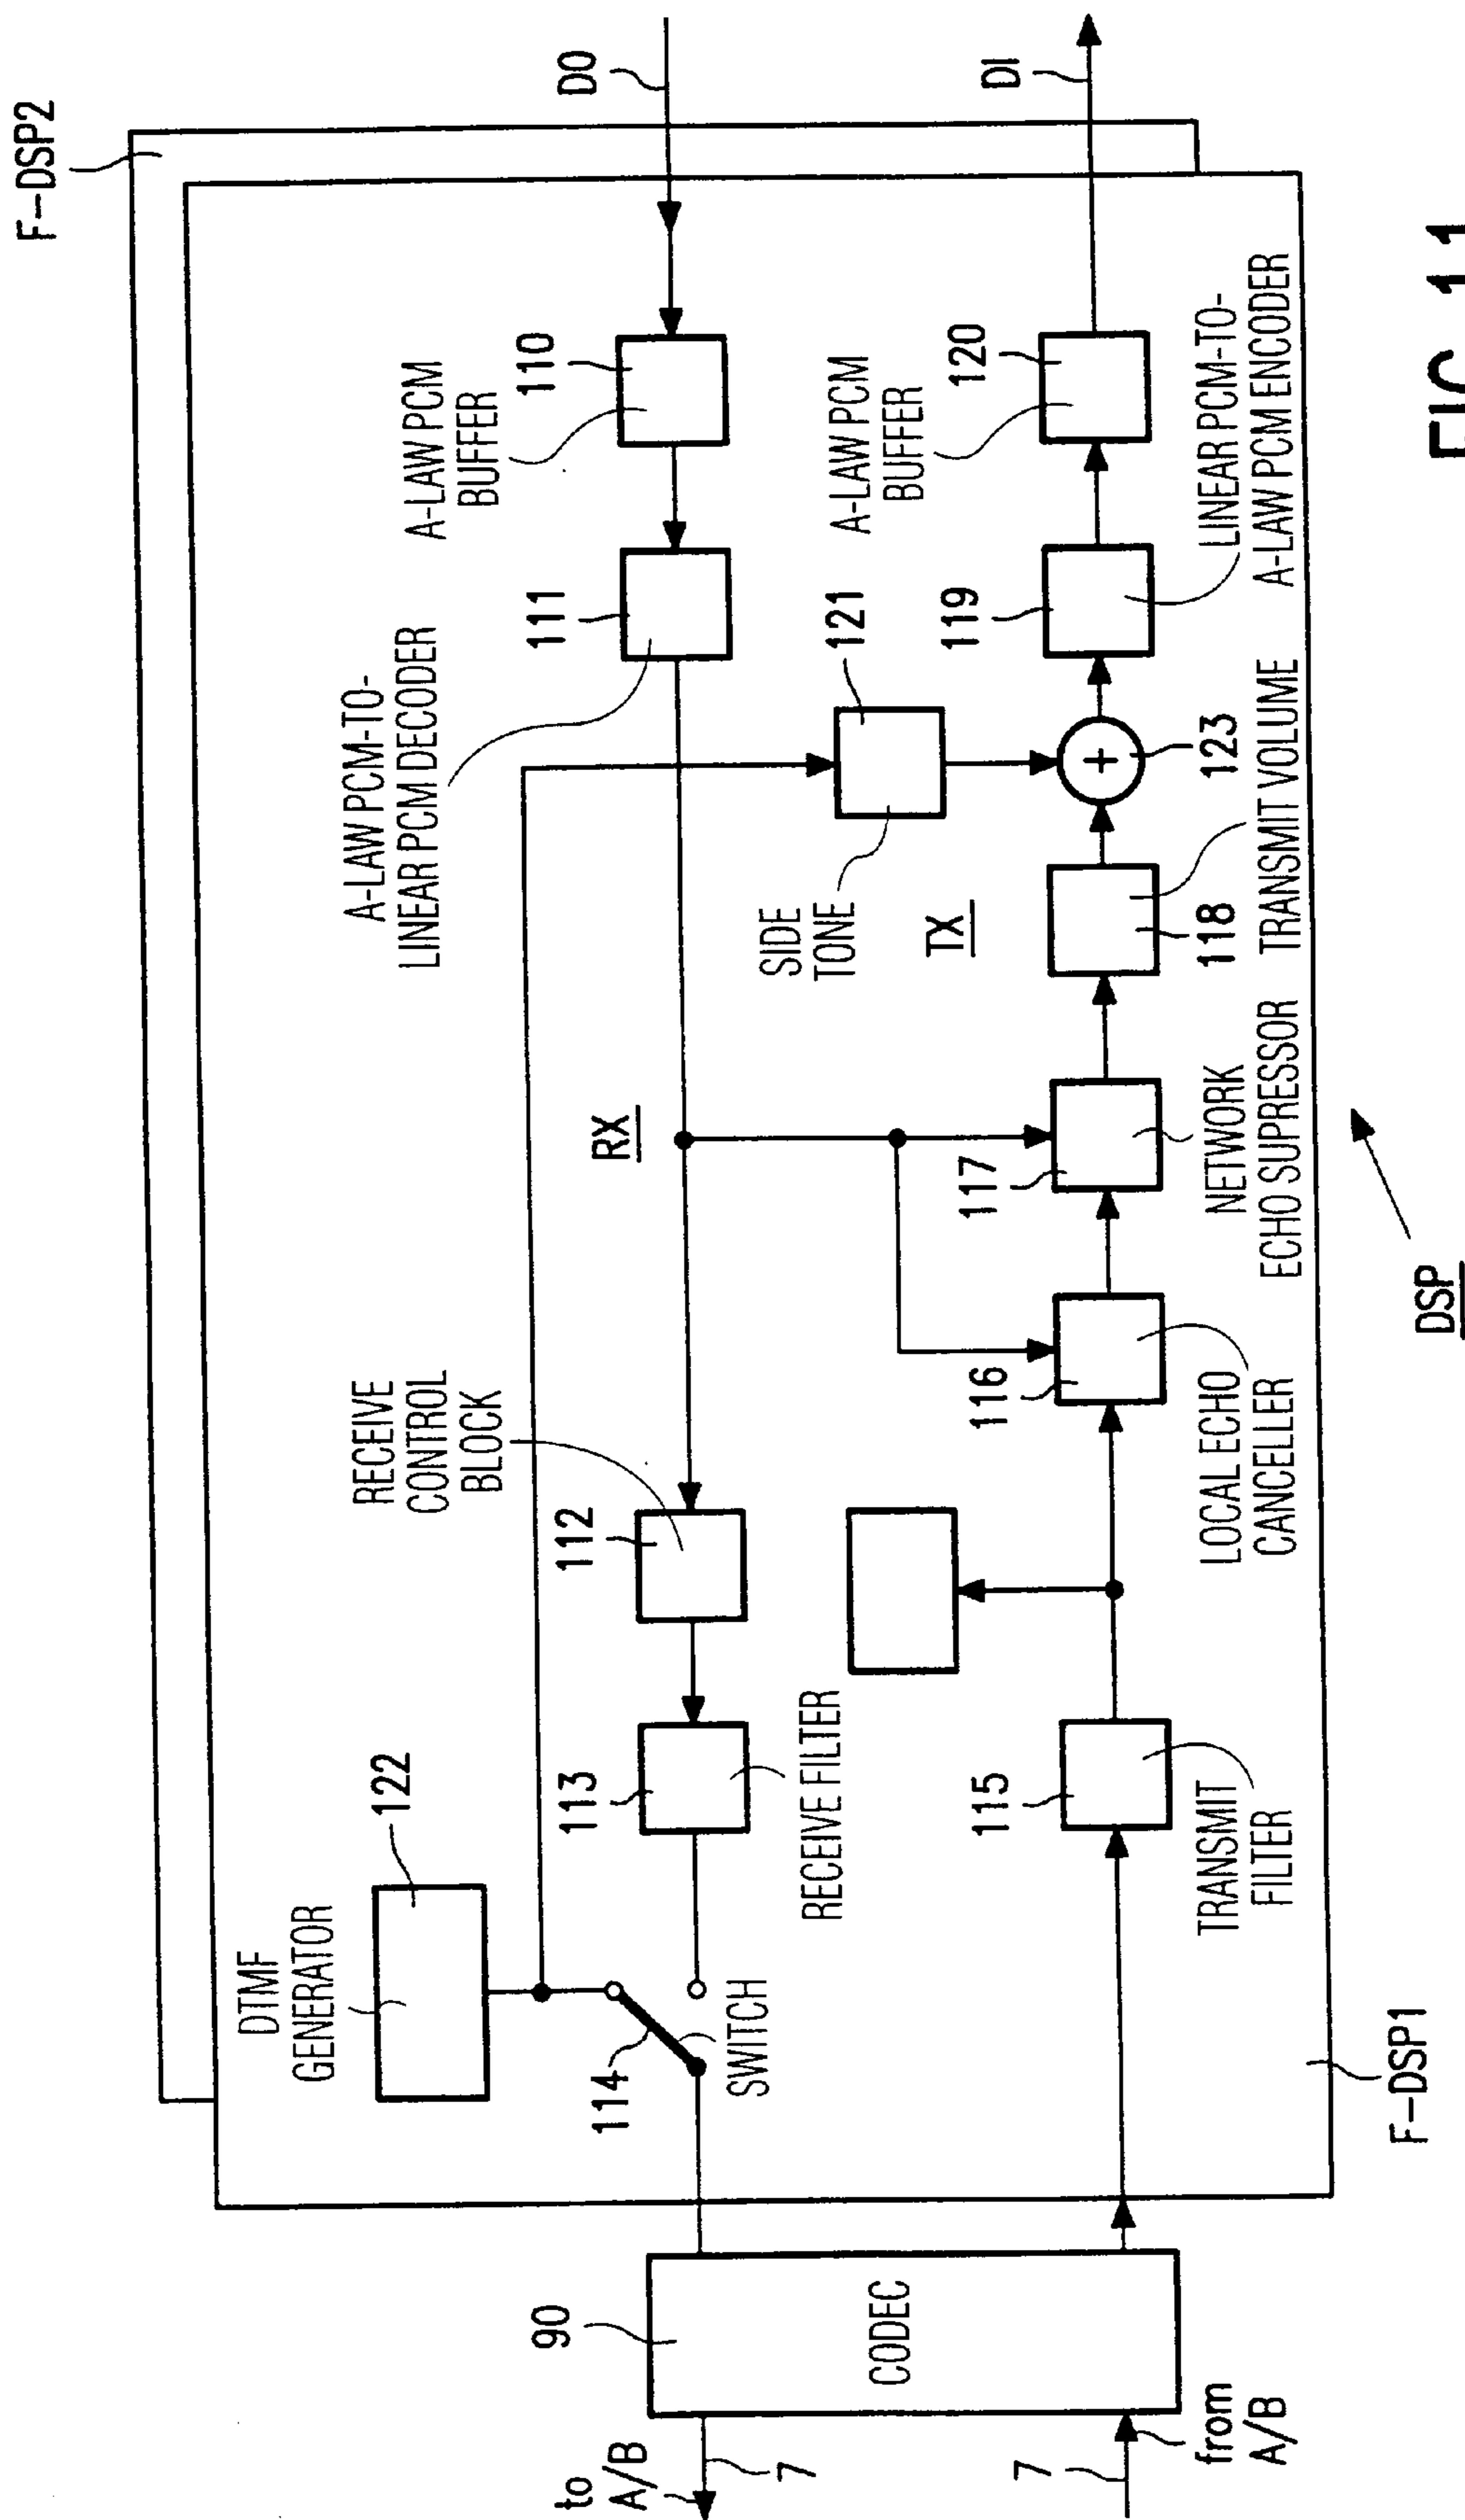 F-DSP2
DTMF
GENERATOR
122
RECEIVE
CONTROL
BLOCK
A-LAW PCM-TO-
LINEAR PCM DECODER
A-LAW PCM
BUFFER
to
A/B
7
90
114
SWITCH
113
RECEIVE FILTER
112
RX
111
110
DO
CODEC
SIDE
TONE
121
TX
A-LAW PCM
BUFFER
7
from
A/B
115
TRANSMIT
FILTER
116
LOCAL ECHO
CANCELLER
117
NETWORK
ECHO SUPRESSOR
118
TRANSMIT VOLUME
123
119
LINEAR PCM-TO-
A-LAW PCM ENCODER
120
DI
F-DSP1
DSP
FIG. 11